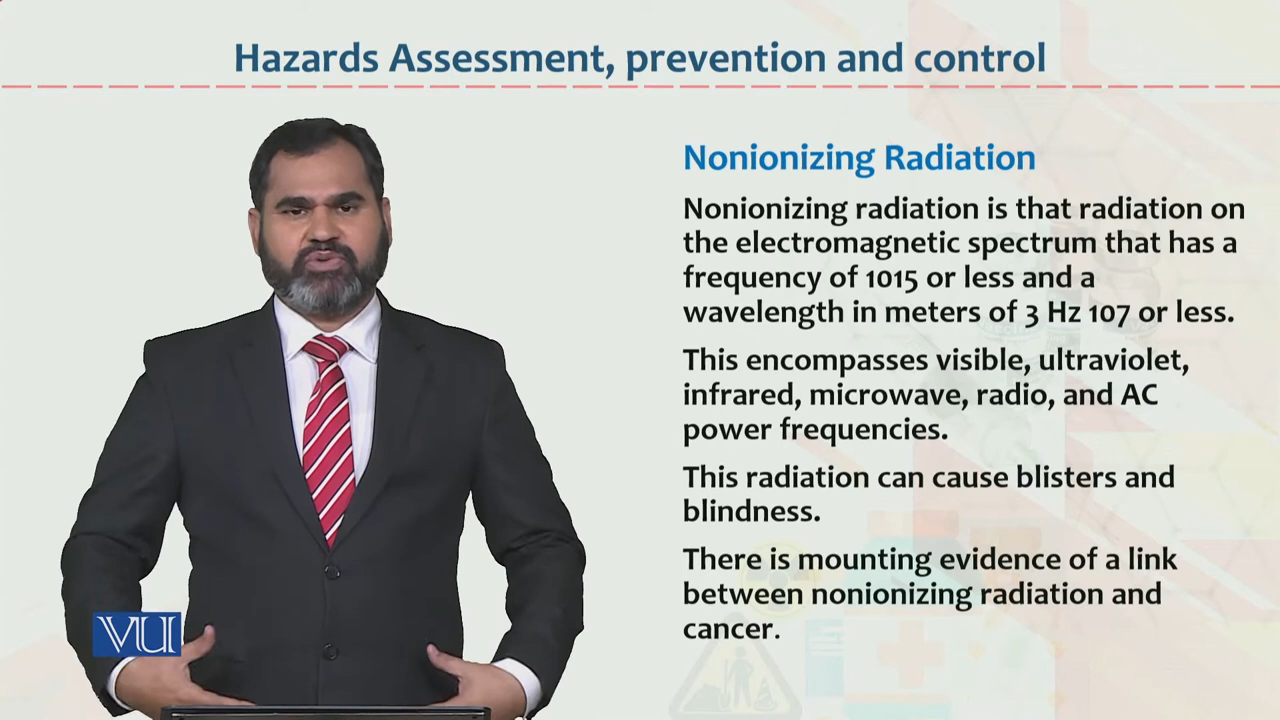 Hazards Assessment, prevention and control
Nonionizing Radiation
Nonionizing radiation is that radiation on
the electromagnetic spectrum that has a
frequency of 1015 or less and a
wavelength in meters of 3 Hz 107 or less.
This encompasses visible, ultraviolet,
infrared, microwave, radio, and AC
power frequencies.
This radiation can cause blisters and
blindness.
There is mounting evidence of a link
between nonionizing radiation and
cancer.
VU